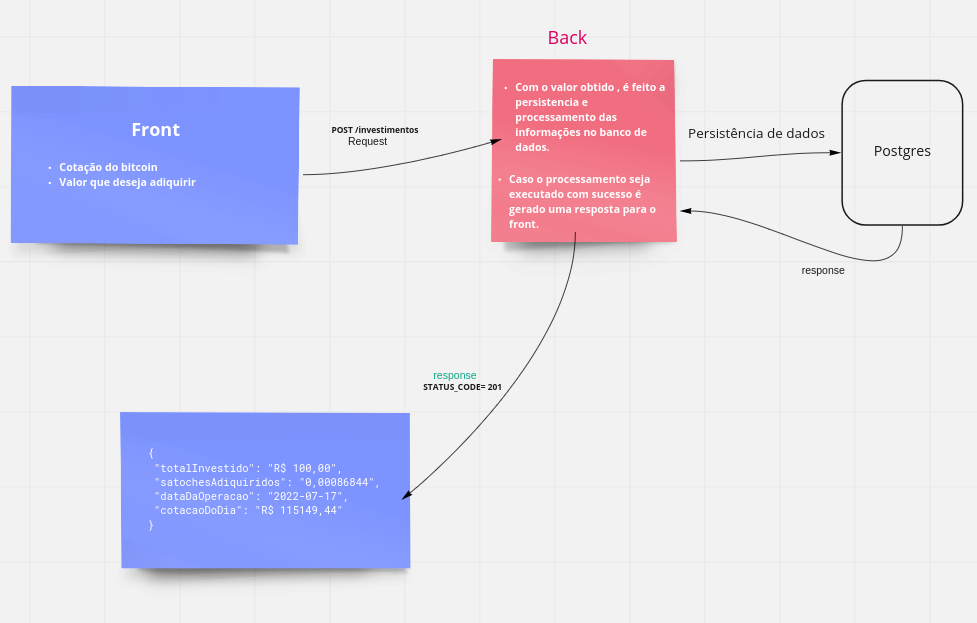 Back
Front
• Cotação do bitcoin
• Valor que deseja adiquirir
POST /investimentos
Request
• Com o valor obtido , é feito a
persistencia e
processamento das
informações no banco de
dados.
• Caso o processamento seja
executado com sucesso é
gerado uma resposta para o
front.
Persistência de dados
Postgres
response
response
STATUS_CODE= 201
{
"totalInvestido": "R$ 100,00",
"satochesAdiquiridos": "0,00086844",
"dataDaOperacao": "2022-07-17",
"cotacaoDoDia": "R$ 115149,44"
}